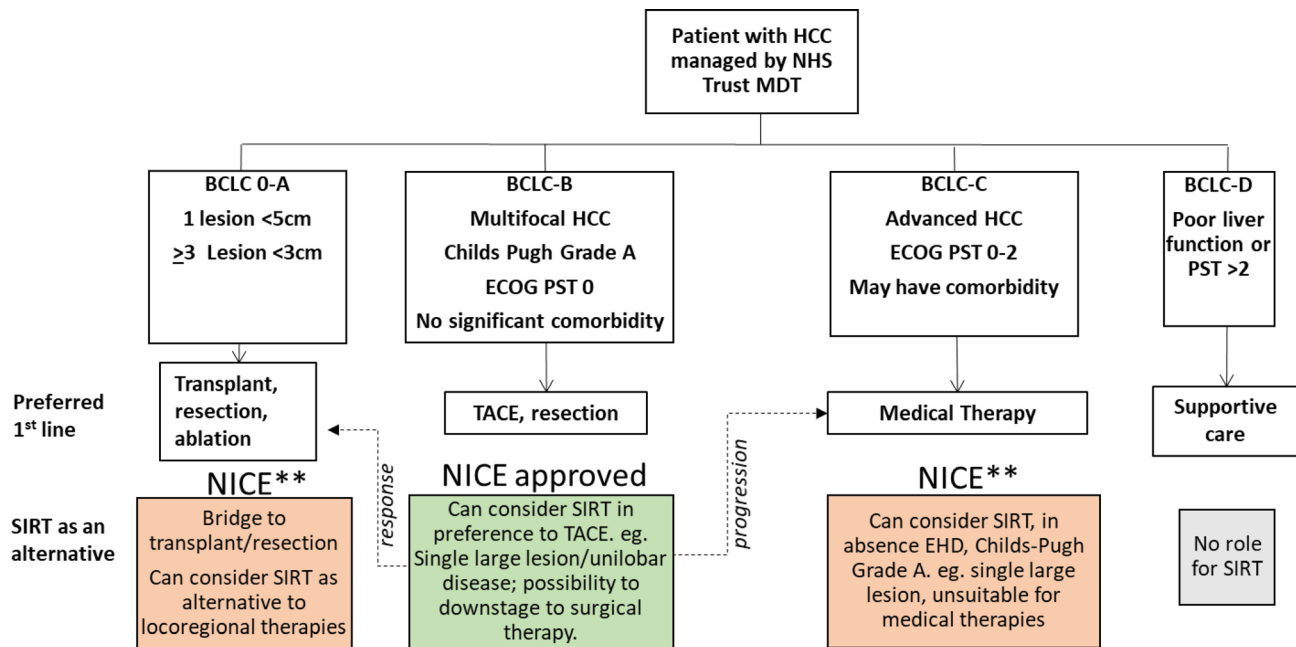 Patient with HCC
managed by NHS
Trust MDT
BCLC 0-A
1 lesion <5cm
≥3 Lesion <3cm
BCLC-B
Multifocal HCC
Childs Pugh Grade A
ECOG PST 0
No significant comorbidity
BCLC-C
Advanced HCC
ECOG PST 0-2
May have comorbidity
BCLC-D
Poor liver
function or
PST >2
Preferred
1st line
Transplant,
resection,
ablation
TACE, resection
Medical Therapy
Supportive
care
response
progression
SIRT as an
alternative
NICE**
Bridge to
transplant/resection
Can consider SIRT as
alternative to
locoregional therapies
NICE approved
Can consider SIRT in
preference to TACE. eg.
Single large lesion/unilobar
disease; possibility to
downstage to surgical
therapy.
NICE**
Can consider SIRT, in
absence EHD, Childs-Pugh
Grade A. eg. single large
lesion, unsuitable for
medical therapies
No role
for SIRT